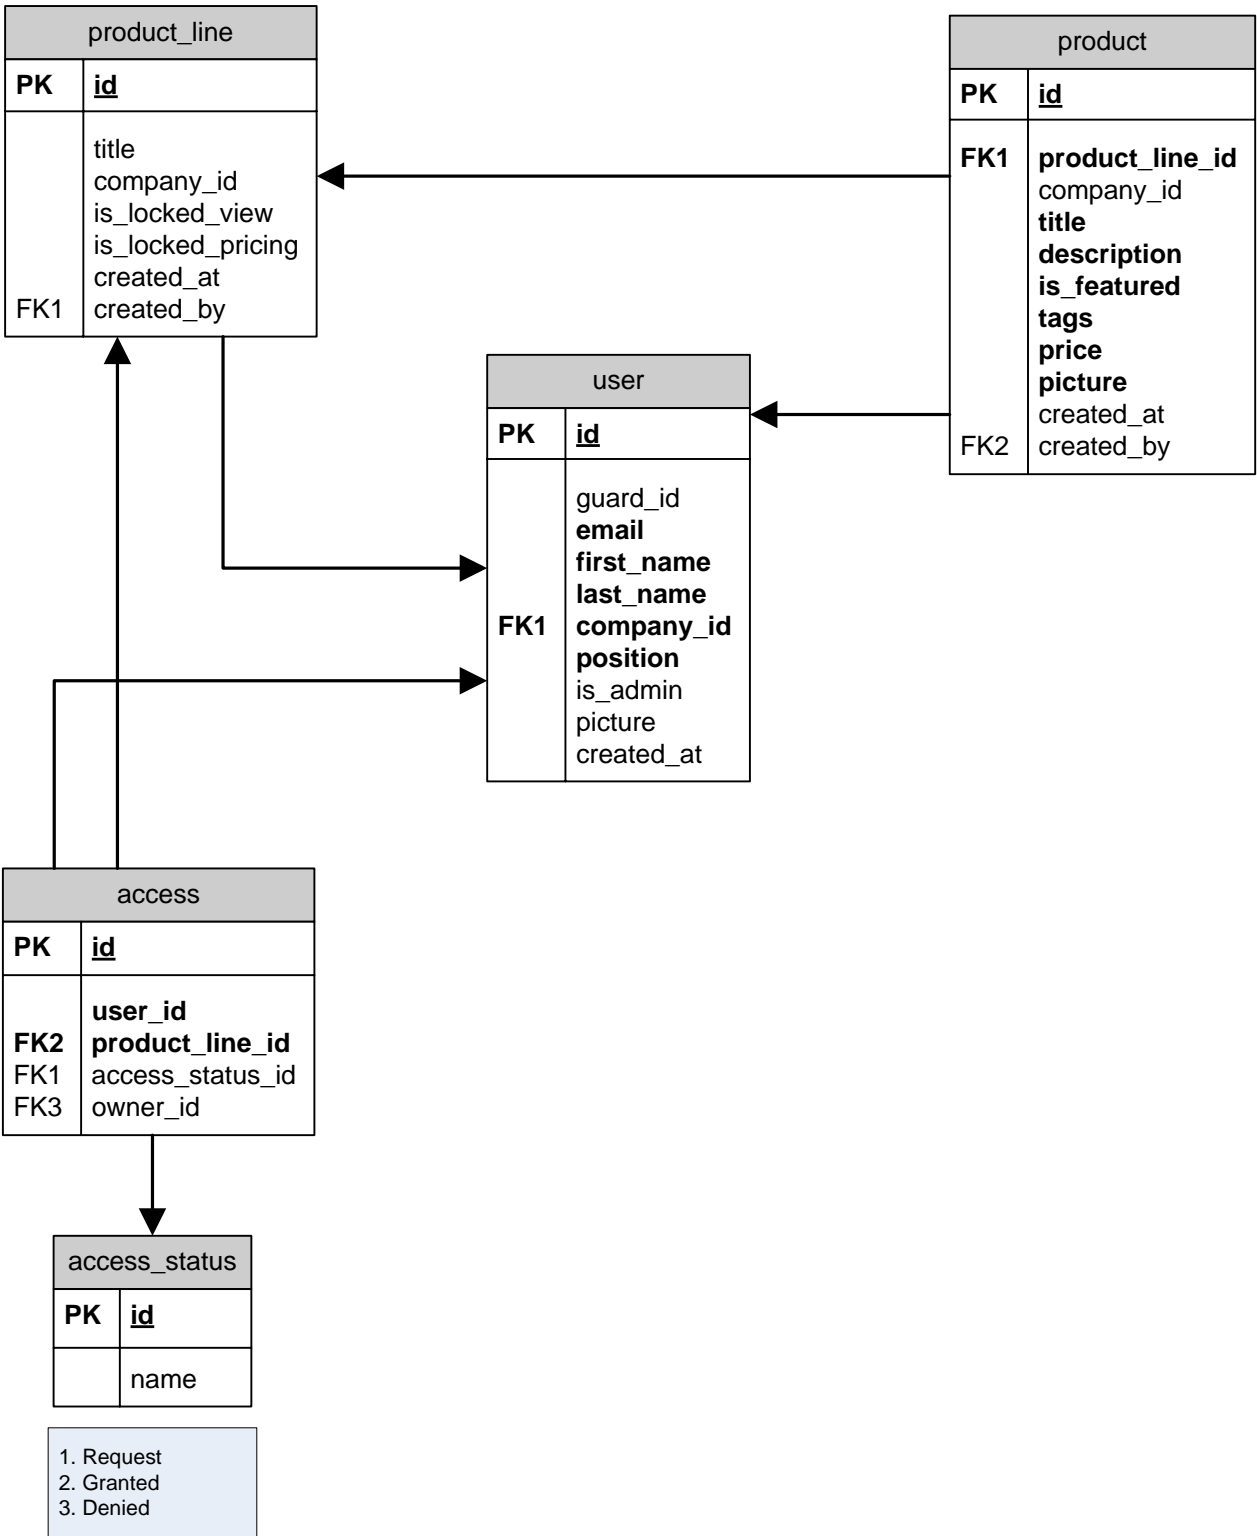 product_line
PK id
title
company_id
is_locked_view
is_locked_pricing
created_at
FK1 created_by
product
PK id
FK1 product_line_id
company_id
title
description
is_featured
tags
price
picture
created_at
FK2 created_by
user
PK id
guard_id
email
first_name
last_name
FK1 company_id
position
is_admin
picture
created_at
access
PK id
user_id
FK2 product_line_id
FK1 access_status_id
FK3 owner_id
access_status
PK id
name
1. Request
2. Granted
3. Denied